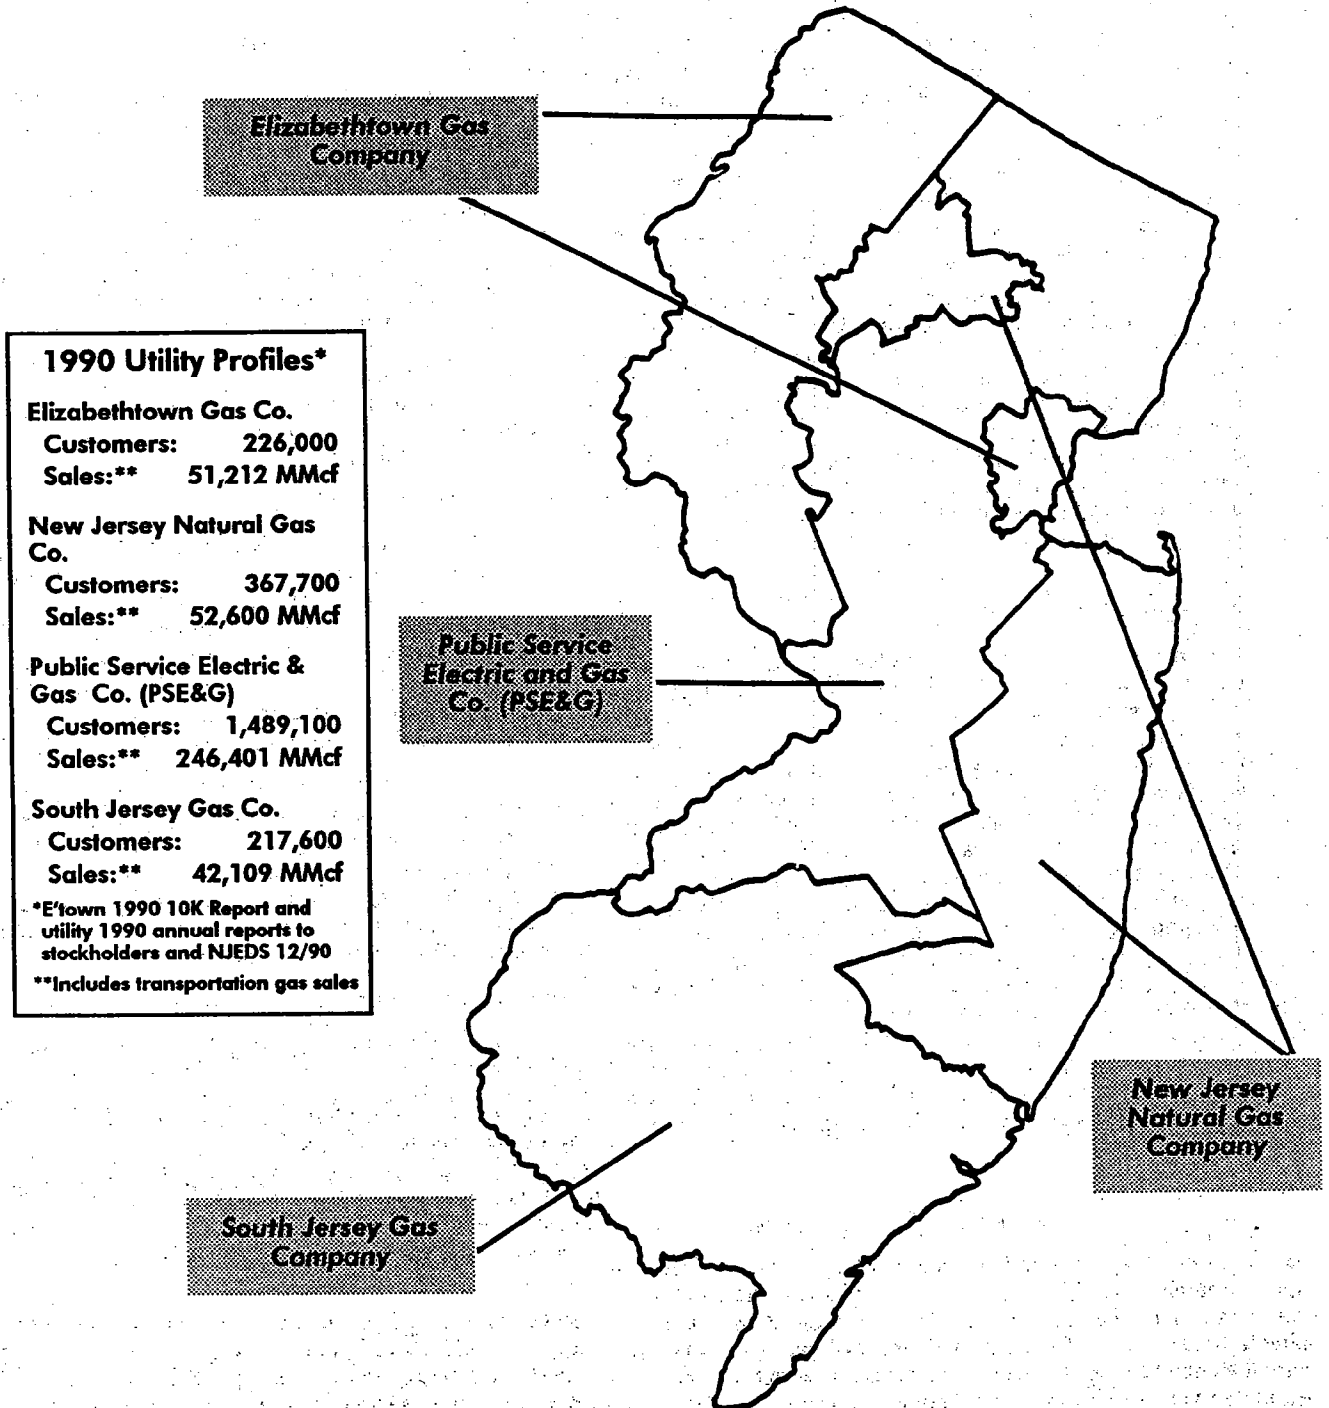 Elizabethtown Gas
Company
1990 Utility Profiles*
Elizabethtown Gas Co.
Customers: 226,000
Sales:** 51,212 MMcf
New Jersey Natural Gas
Co.
Customers: 367,700
Sales:** 52,600 MMcf
Public Service Electric &
Gas Co. (PSE&G)
Customers: 1,489,100
Sales:** 246,401 MMcf
South Jersey Gas Co.
Customers: 217,600
Sales:** 42,109 MMcf
*E'town 1990 10K Report and
utility 1990 annual reports to
stockholders and NJEDS 12/90
**Includes transportation gas sales
Public Service
Electric and Gas
Co. (PSE&G)
New Jersey
Natural Gas
Company
South Jersey Gas
Company